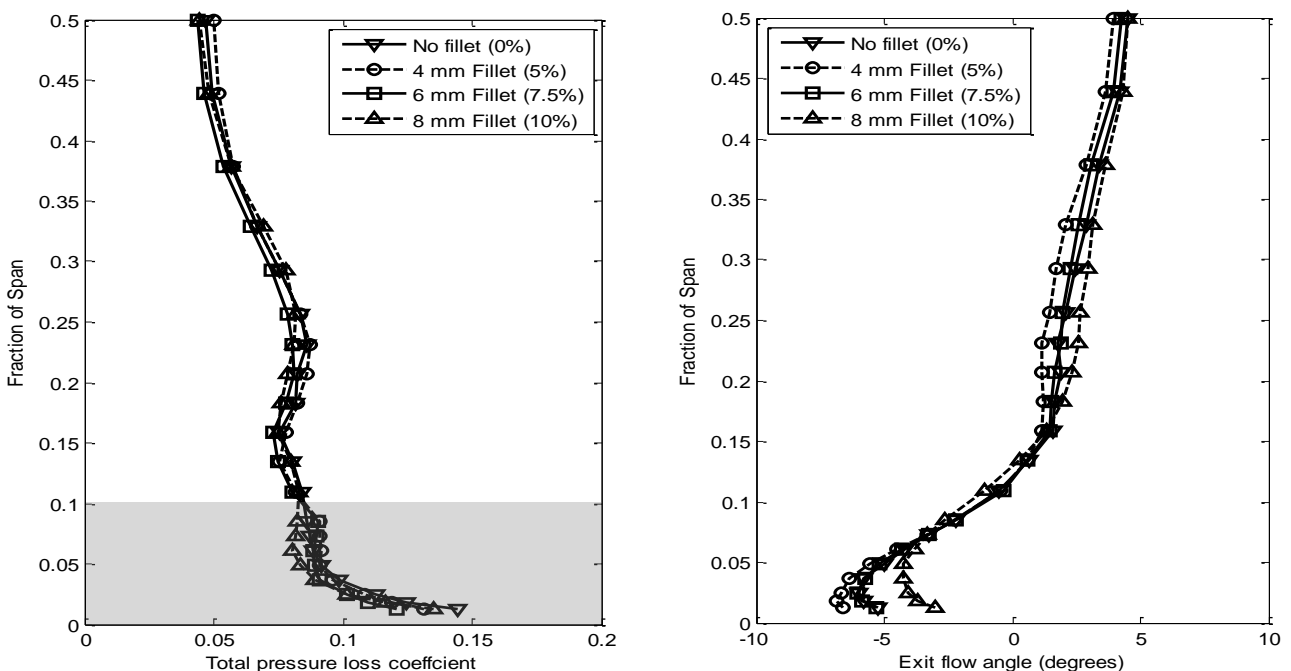 0.5
0.45
0.4
0.35
0.3
0.25
0.2
0.15
0.1
0.05
0
Fraction of Span
No fillet (0%)
4 mm Fillet (5%)
6 mm Fillet (7.5%)
8 mm Fillet (10%)
0
0.05
0.1
0.15
0.2
Total pressure loss coeffcient
0.5
0.45
0.4
0.35
0.3
0.25
0.2
0.15
0.1
0.05
0
Fraction of Span
No fillet (0%)
4 mm Fillet (5%)
6 mm Fillet (7.5%)
8 mm Fillet (10%)
-10
-5
0
5
10
Exit flow angle (degrees)